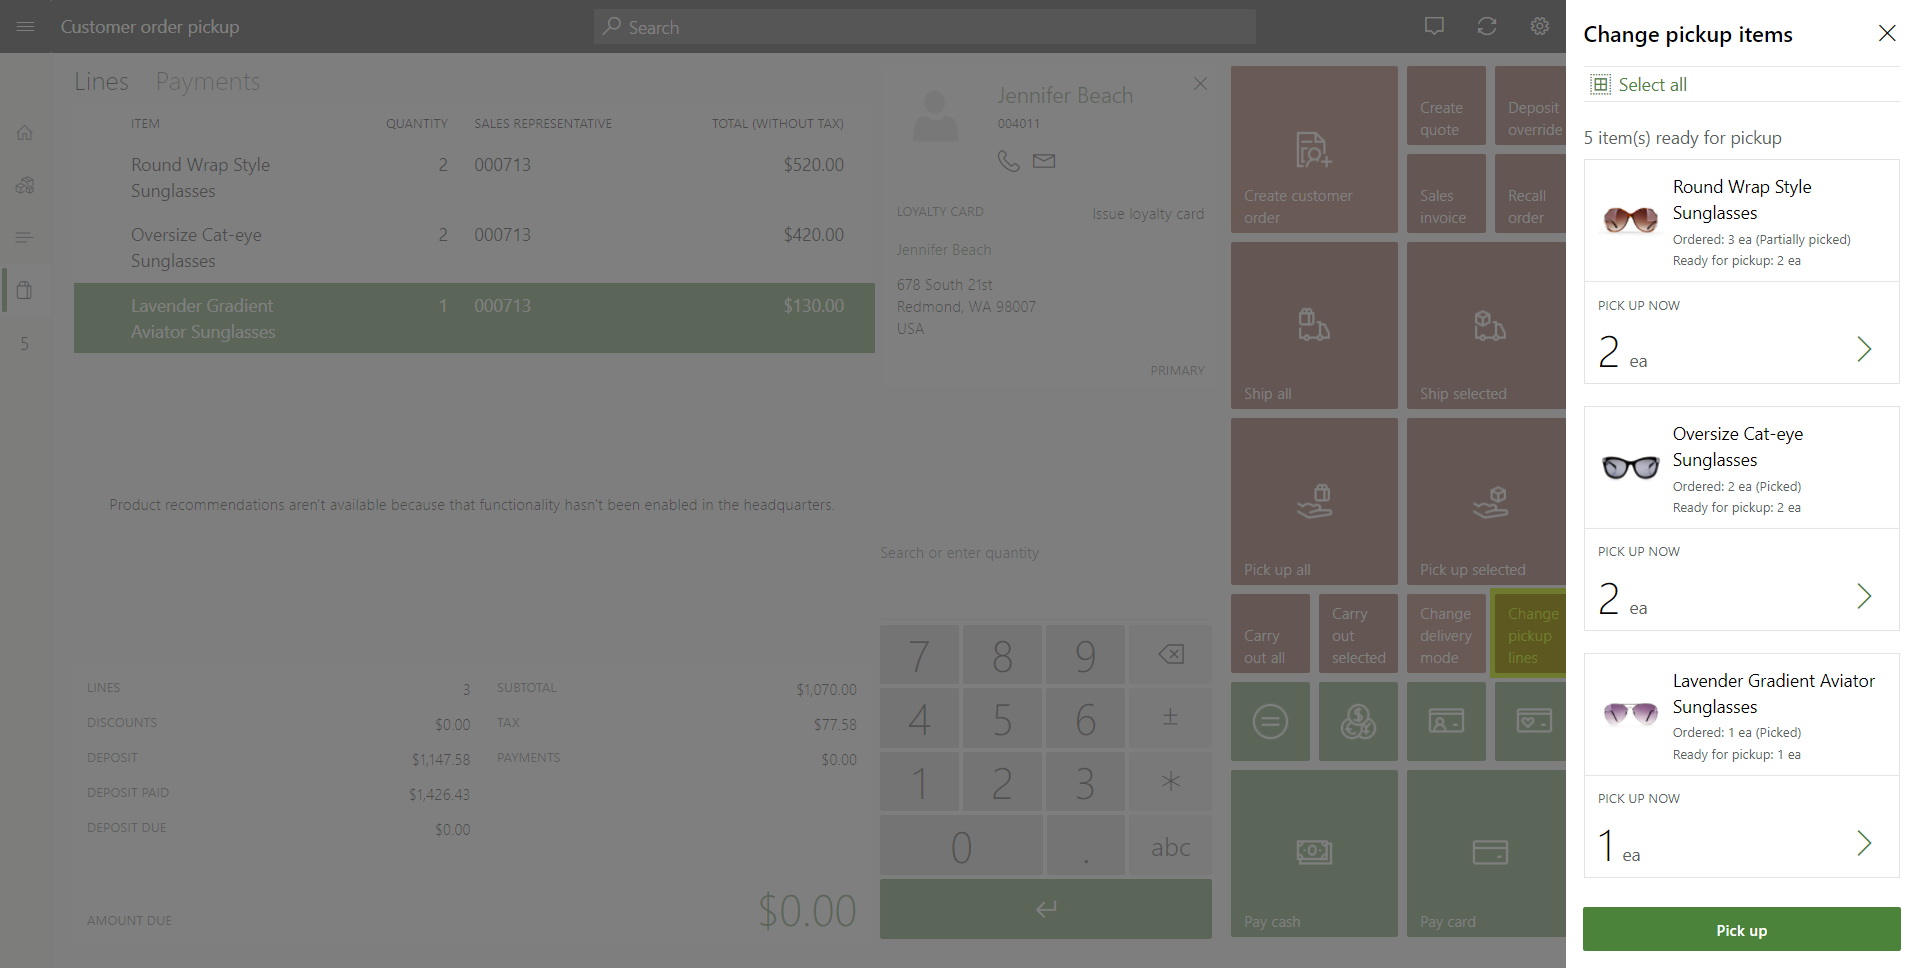 Customer order pickup
Search
Lines Payments
ITEM QUANTITY SALES REPRESENTATIVE TOTAL (WITHOUT TAX)
Round Wrap Style 2 000713 $520.00
Sunglasses
Oversize Cat-eye 2 000713 $420.00
Sunglasses
Lavender Gradient 1 000713 $130.00
Aviator Sunglasses
5
Product recommendations aren't available because that functionality hasn't been enabled in the headquarters.
LINES 3 SUBTOTAL $1,070.00
DISCOUNTS $0.00 TAX $77.58
DEPOSIT $1,147.58 PAYMENTS $0.00
DEPOSIT PAID $1,426.43
DEPOSIT DUE $0.00
AMOUNT DUE $0.00
Jennifer Beach
004011
LOYALTY CARD Issue loyalty card
Jennifer Beach
678 South 21st
Redmond, WA 98007
USA
PRIMARY
Search or enter quantity
7 8 9
4 5 6 ±
1 2 3 *
0 . abc
Create customer
order
Create
quote
Deposit
override
Sales
invoice
Recall
order
Ship all
Ship selected
Pick up all
Pick up selected
Carry
out all
Carry
out
selected
Change
delivery
mode
Change
pickup
lines
Pay cash
Pay card
Change pickup items
Select all
5 item(s) ready for pickup
Round Wrap Style
Sunglasses
Ordered: 3 ea (Partially picked)
Ready for pickup: 2 ea
PICK UP NOW
2 ea
Oversize Cat-eye
Sunglasses
Ordered: 2 ea (Picked)
Ready for pickup: 2 ea
PICK UP NOW
2 ea
Lavender Gradient Aviator
Sunglasses
Ordered: 1 ea (Picked)
Ready for pickup: 1 ea
PICK UP NOW
1 ea
Pick up